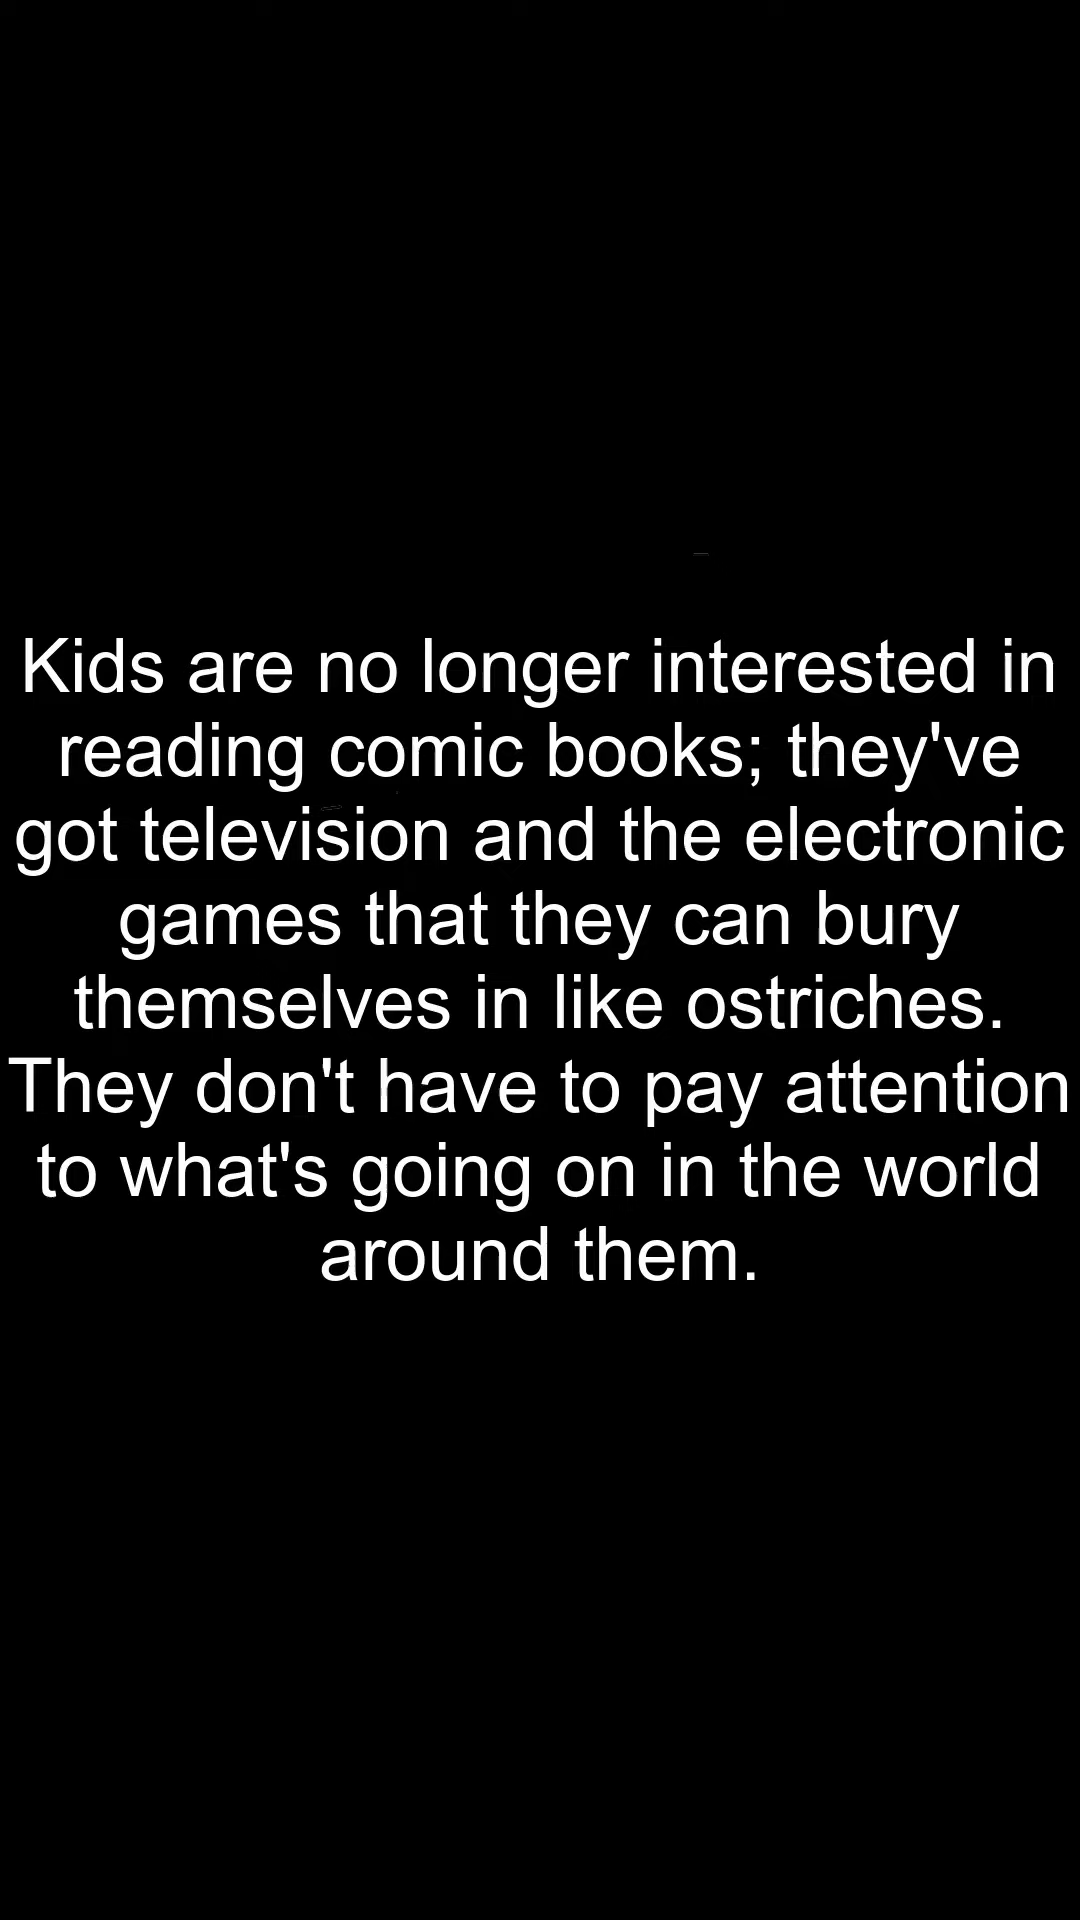 Kids are no longer interested in
reading comic books; they've
got television and the electronic
games that they can bury
themselves in like ostriches.
They don't have to pay attention
to what's going on in the world
around them.